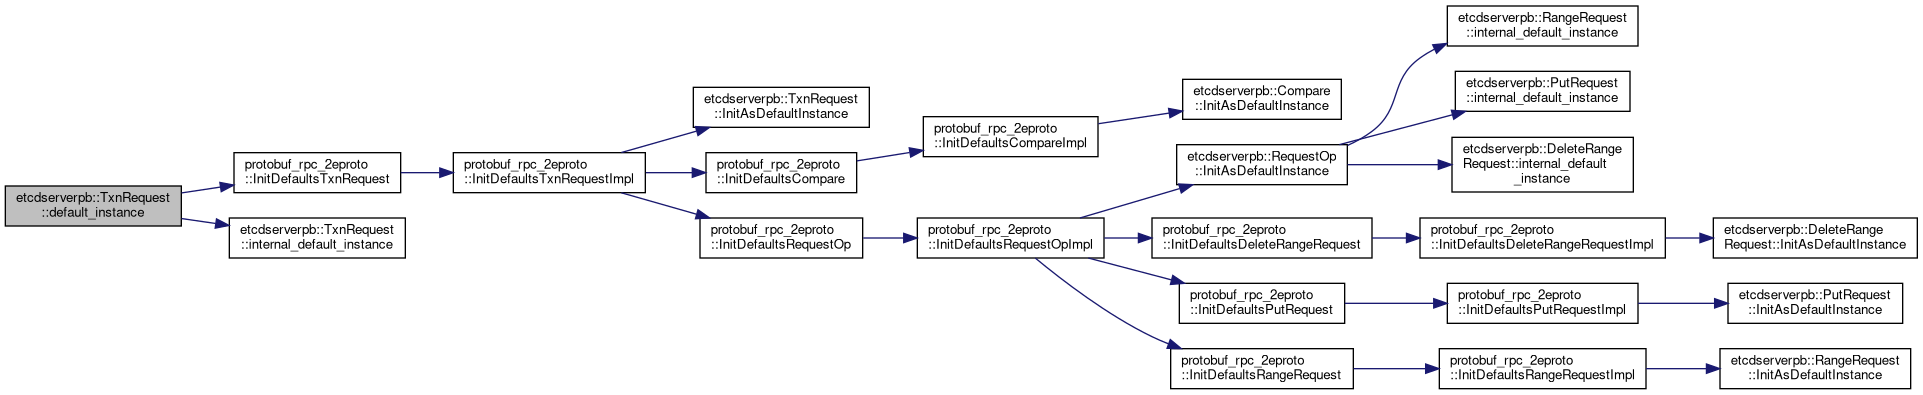 etcdserverpb::TxnRequest
::default_instance
protobuf_rpc_2eproto
::InitDefaultsTxnRequest
etcdserverpb::TxnRequest
::internal_default_instance
protobuf_rpc_2eproto
::InitDefaultsTxnRequestImpl
etcdserverpb::TxnRequest
::InitAsDefaultInstance
protobuf_rpc_2eproto
::InitDefaultsCompare
protobuf_rpc_2eproto
::InitDefaultsRequestOp
protobuf_rpc_2eproto
::InitDefaultsCompareImpl
protobuf_rpc_2eproto
::InitDefaultsRequestOpImpl
etcdserverpb::Compare
::InitAsDefaultInstance
etcdserverpb::RequestOp
::InitAsDefaultInstance
protobuf_rpc_2eproto
::InitDefaultsDeleteRangeRequest
protobuf_rpc_2eproto
::InitDefaultsPutRequest
protobuf_rpc_2eproto
::InitDefaultsRangeRequest
etcdserverpb::RangeRequest
::internal_default_instance
etcdserverpb::PutRequest
::internal_default_instance
etcdserverpb::DeleteRange
Request::internal_default
_instance
protobuf_rpc_2eproto
::InitDefaultsDeleteRangeRequestImpl
protobuf_rpc_2eproto
::InitDefaultsPutRequestImpl
protobuf_rpc_2eproto
::InitDefaultsRangeRequestImpl
etcdserverpb::DeleteRange
Request::InitAsDefaultInstance
etcdserverpb::PutRequest
::InitAsDefaultInstance
etcdserverpb::RangeRequest
::InitAsDefaultInstance